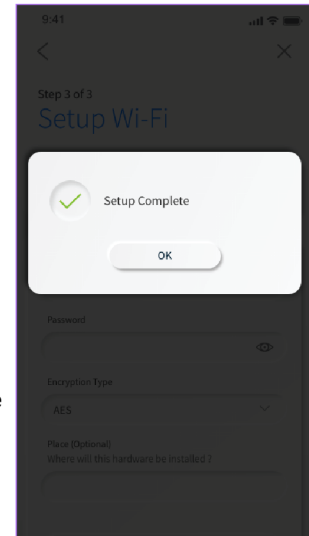 9:41
Step 3 of 3
Setup Wi-Fi
Setup Complete
OK
Password
Encryption Type
AES
Place (Optional)
Where will this hardware be installed ?